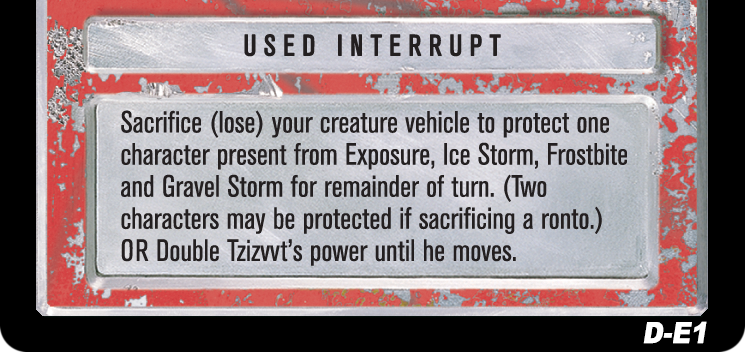 USED INTERRUPT
Sacrifice (lose) your creature vehicle to protect one
character present from Exposure, Ice Storm, Frostbite
and Gravel Storm for remainder of turn. (Two
characters may be protected if sacrificing a ronto.)
OR Double Tzizvvt's power until he moves.
D-E1